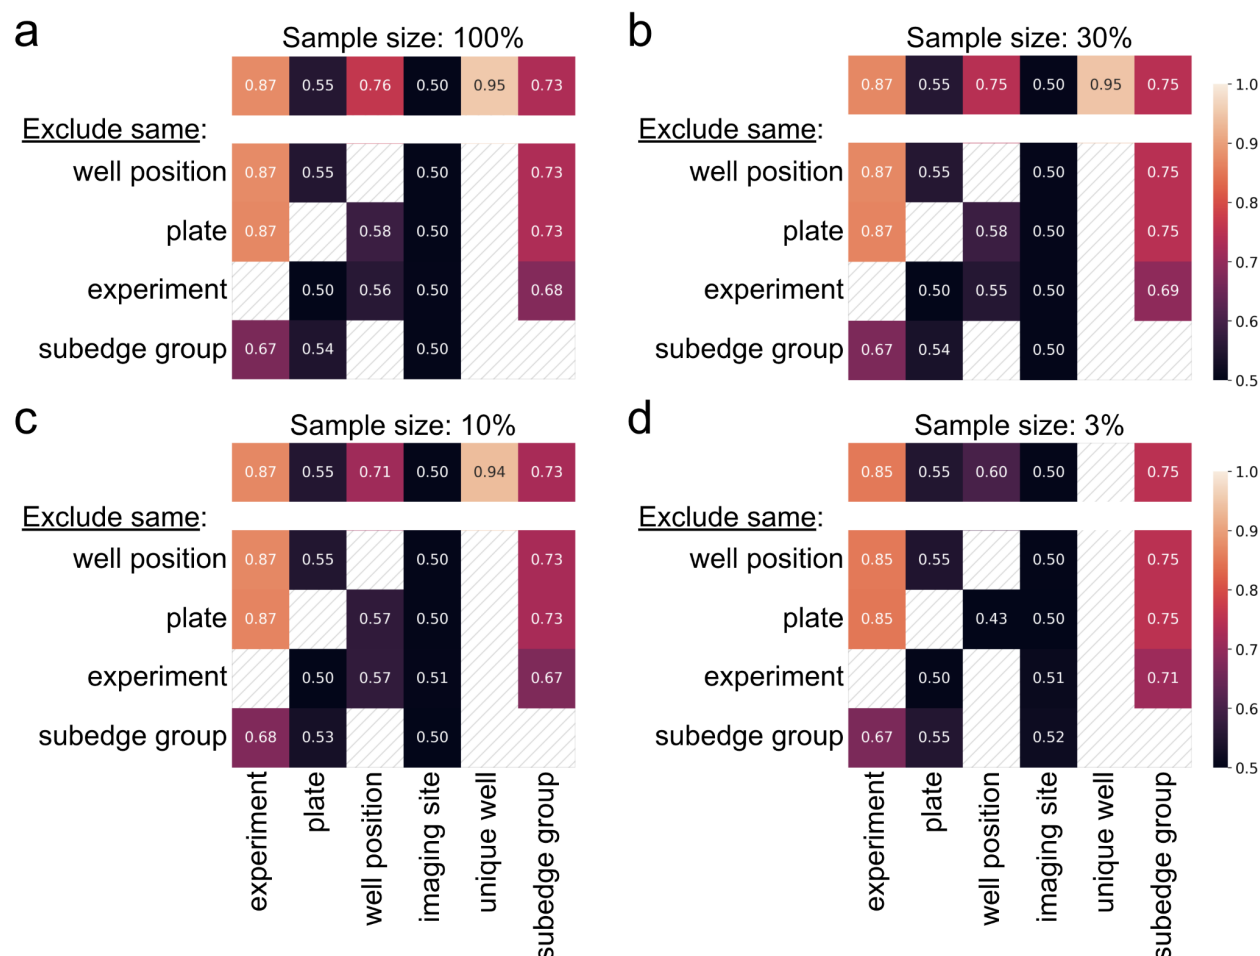 a
Sample size: 100%
0.87 0.55 0.76 0.50 0.95 0.73
Exclude same:
well position 0.87 0.55 0.50 0.73
plate 0.87 0.58 0.50 0.73
experiment 0.50 0.56 0.50 0.68
subedge group 0.67 0.54 0.50
b
Sample size: 30%
0.87 0.55 0.75 0.50 0.95 0.75
Exclude same:
well position 0.87 0.55 0.50 0.75
plate 0.87 0.58 0.50 0.75
experiment 0.50 0.55 0.50 0.69
subedge group 0.67 0.54 0.50
1.0
0.9
0.8
0.7
0.6
0.5
c
Sample size: 10%
0.87 0.55 0.71 0.50 0.94 0.73
Exclude same:
well position 0.87 0.55 0.50 0.73
plate 0.87 0.57 0.50 0.73
experiment 0.50 0.57 0.51 0.67
subedge group 0.68 0.53 0.50
experiment
plate
well position
imaging site
unique well
subedge group
d
Sample size: 3%
0.85 0.55 0.60 0.50 0.75
Exclude same:
well position 0.85 0.55 0.50 0.75
plate 0.85 0.43 0.50 0.75
experiment 0.50 0.51 0.71
subedge group 0.67 0.55 0.52
experiment
plate
well position
imaging site
unique well
subedge group
1.0
0.9
0.8
0.7
0.6
0.5